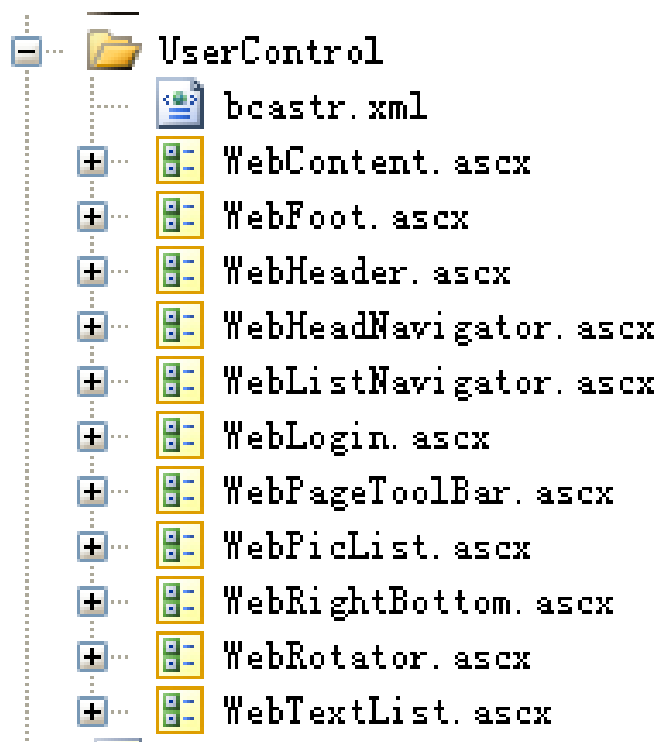 UserControl
bcastr.xml
WebContent.ascx
WebFoot.ascx
WebHeader.ascx
WebHeadNavigator.ascx
WebListNavigator.ascx
WebLogin.ascx
WebPageToolBar.ascx
WebPicList.ascx
WebRightBottom.ascx
WebRotator.ascx
WebTextList.ascx